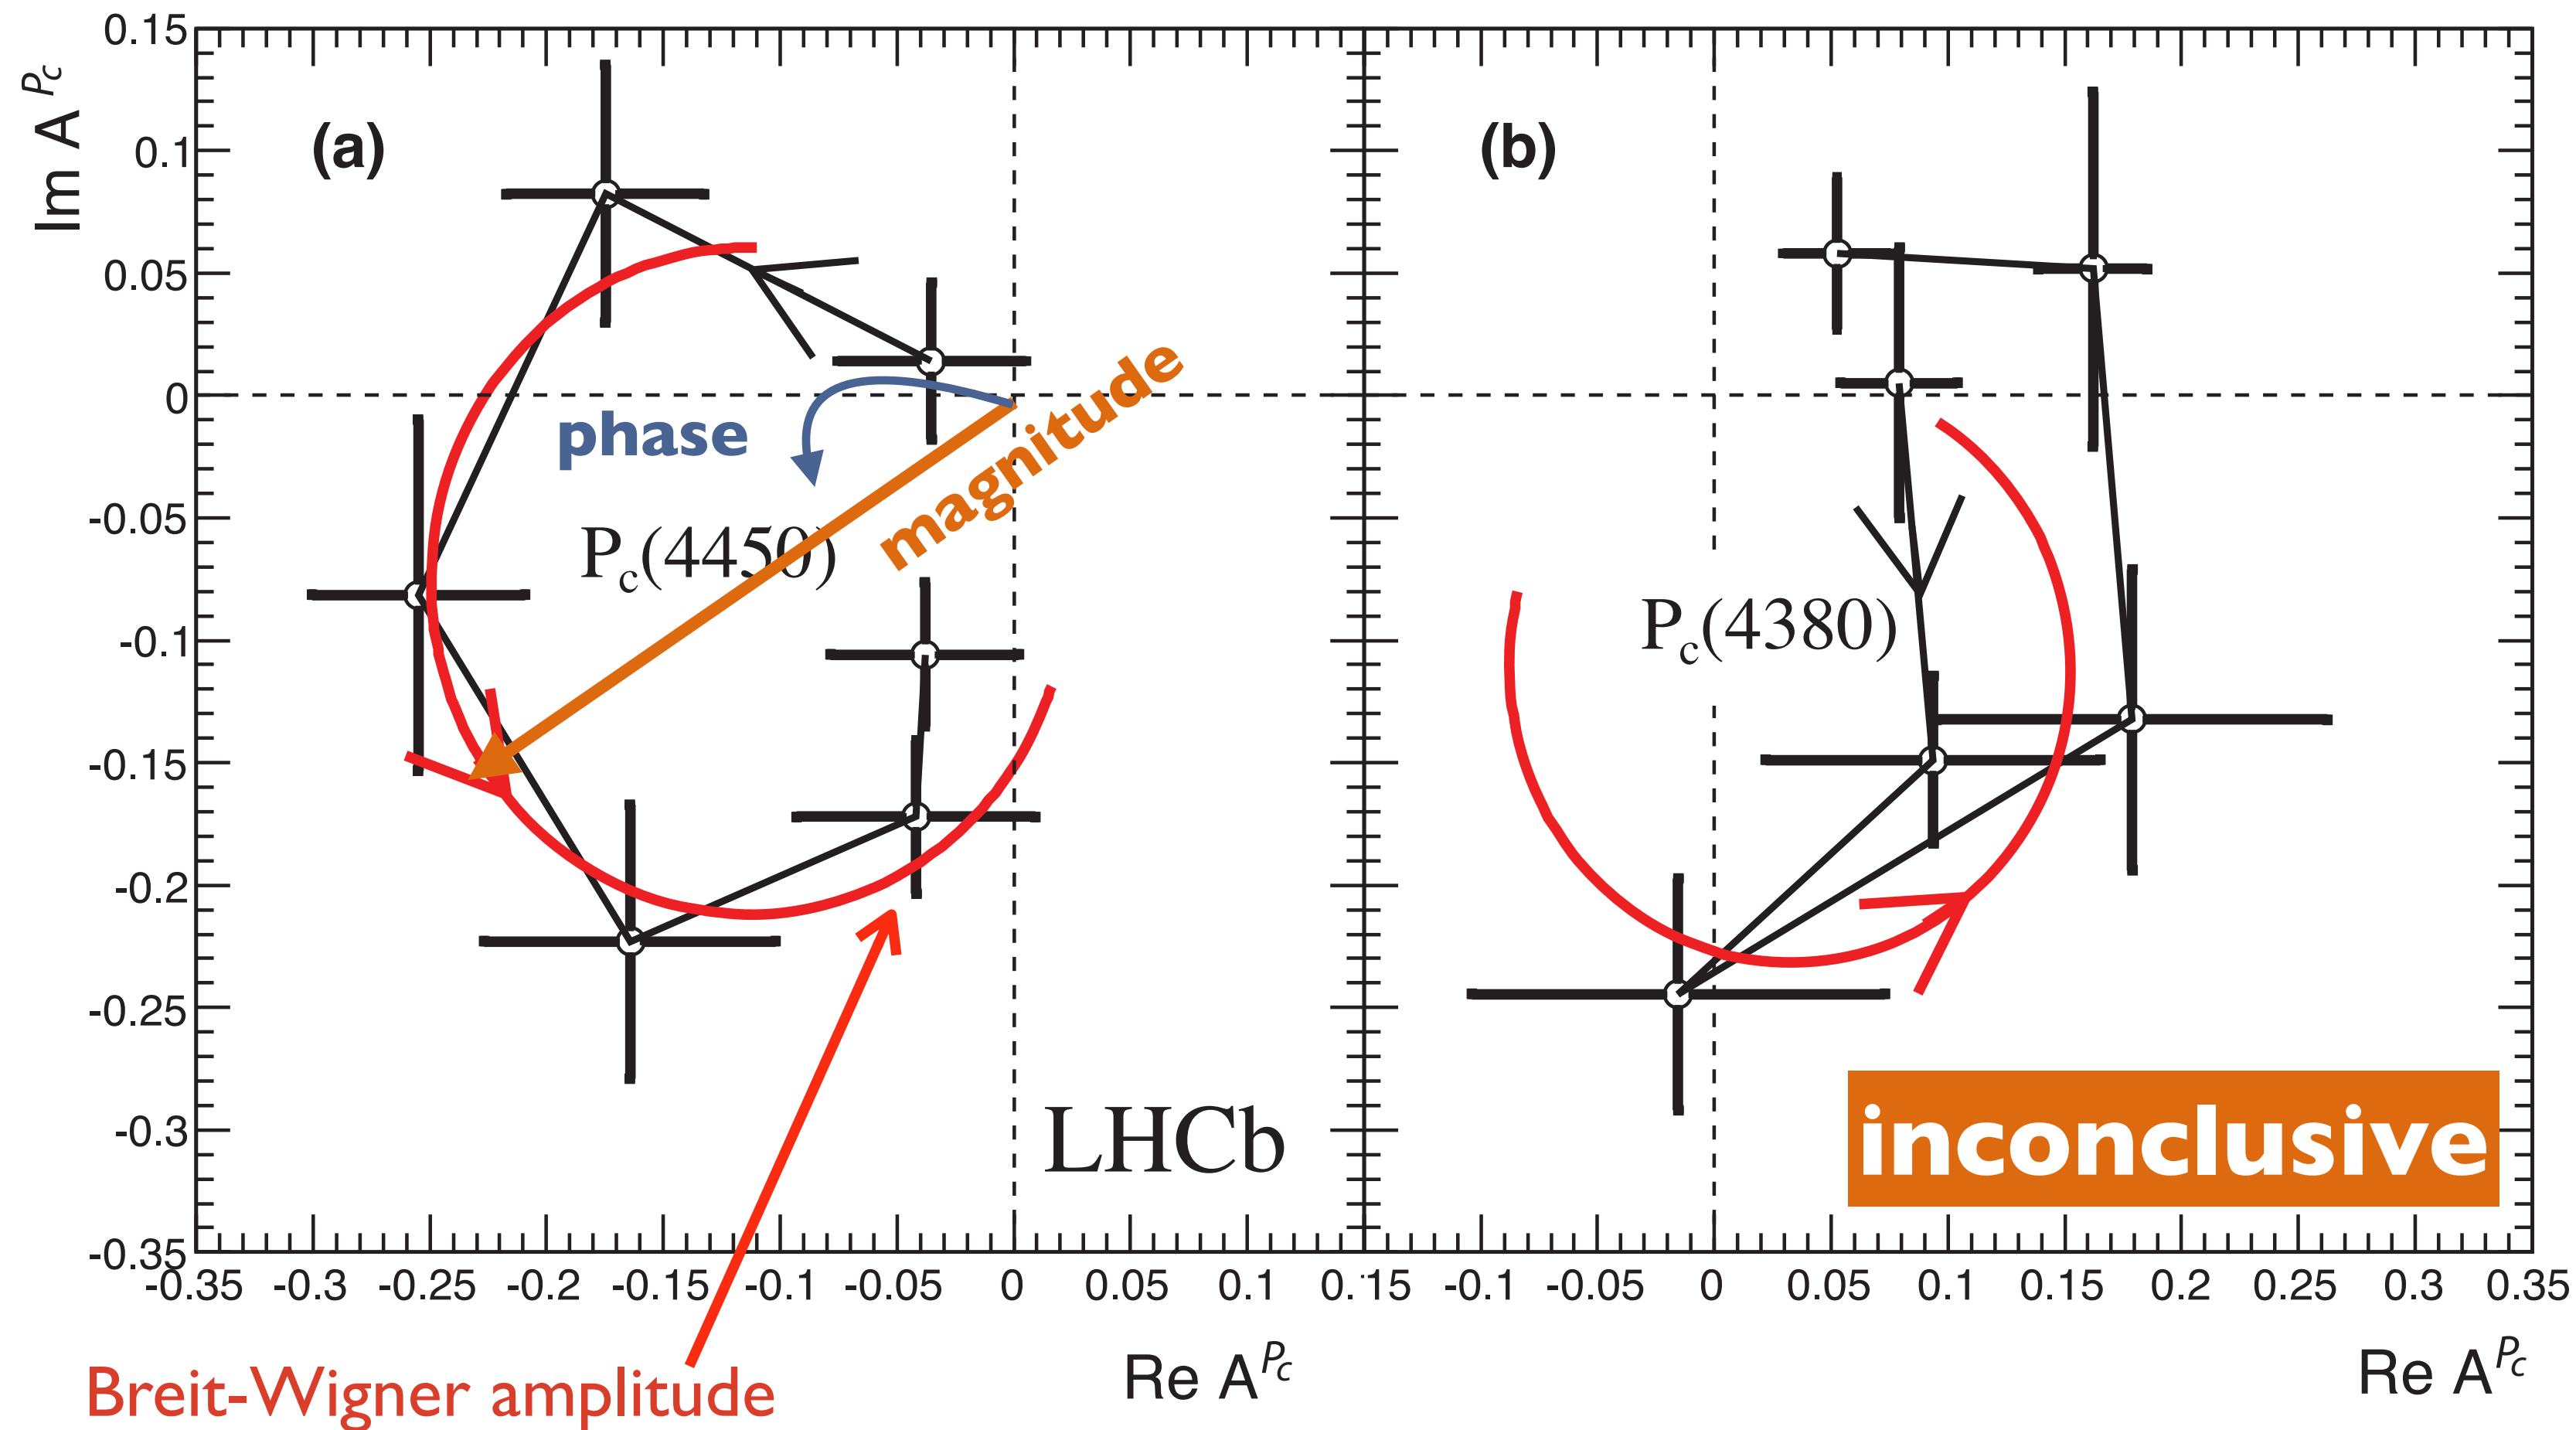 0.15
0.1
0.05
0
-0.05
-0.1
-0.15
-0.2
-0.25
-0.3
-0.35
Im A Pc
(a)
phase
magnitude
Pc(4450)
LHCb
(b)
Pc(4380)
inconclusive
-0.35 -0.3 -0.25 -0.2 -0.15 -0.1 -0.05 0 0.05 0.1 0.15 -0.1 -0.05 0 0.05 0.1 0.15 0.2 0.25 0.3 0.35
Re A Pc
Re A Pc
Breit-Wigner amplitude